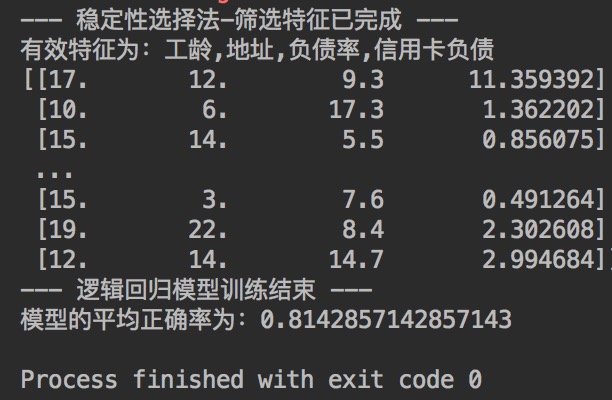 --- 稳定性选择法-筛选特征已完成 ---
有效特征为：工龄,地址,负债率,信用卡负债
[[17. 12. 9.3 11.359392]
[10. 6. 17.3 1.362202]
[15. 14. 5.5 0.856075]
...
[15. 3. 7.6 0.491264]
[19. 22. 8.4 2.302608]
[12. 14. 14.7 2.994684]]
--- 逻辑回归模型训练结束 ---
模型的平均正确率为：0.8142857142857143
Process finished with exit code 0